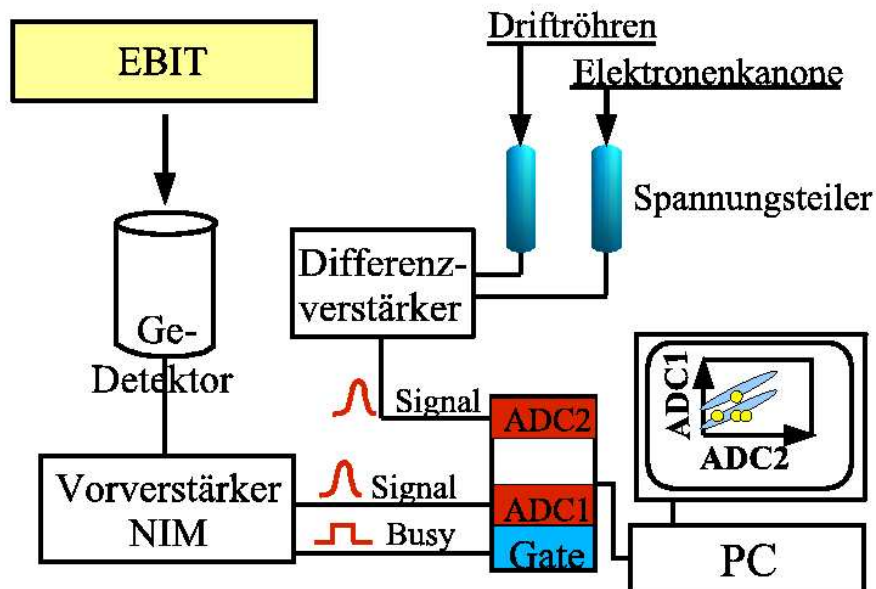 EBIT
Driftröhren
Elektronenkanone
Spannungsteiler
Differenz-
verstärker
Ge-
Detektor
Signal
ADC2
Vorverstärker
NIM
Signal
ADC1
Busy
Gate
ADC1
ADC2
PC